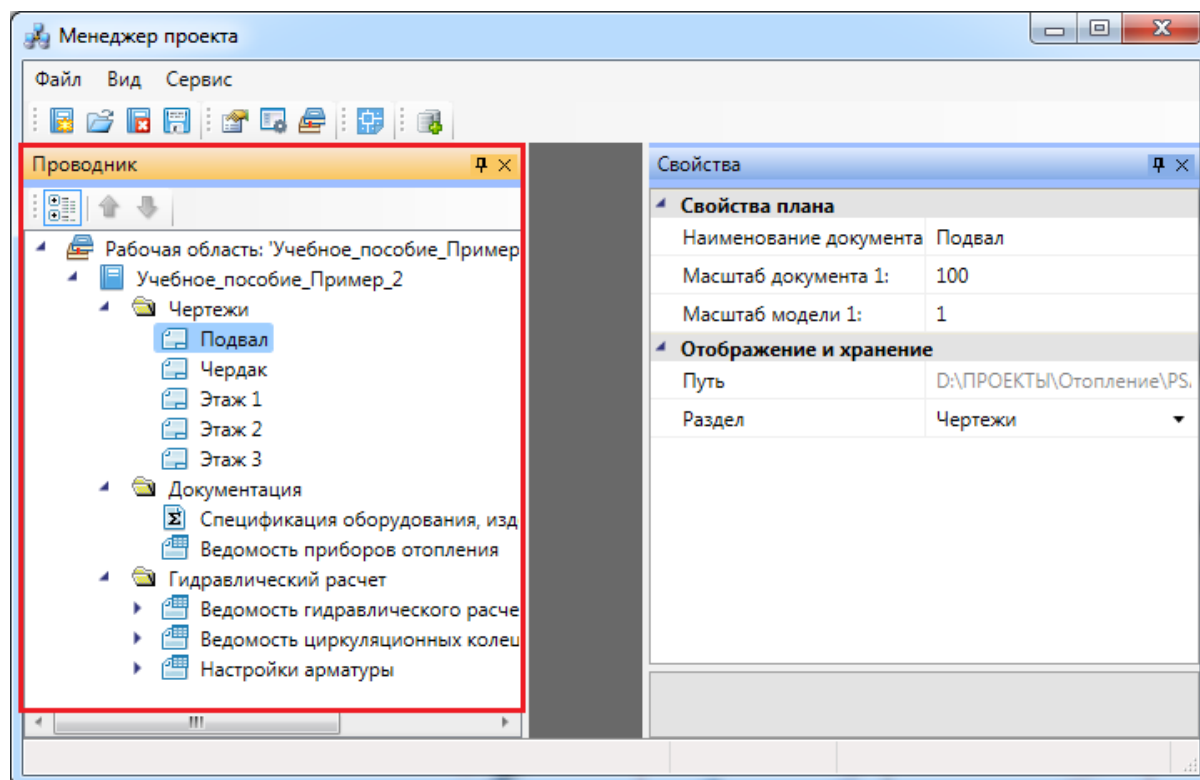 Менеджер проекта
Файл Вид Сервис
Проводник
Рабочая область: 'Учебное_пособие_Пример
Учебное_пособие_Пример_2
Чертежи
Подвал
Чердак
Этаж 1
Этаж 2
Этаж 3
Документация
Спецификация оборудования, изд
Ведомость приборов отопления
Гидравлический расчет
Ведомость гидравлического расче
Ведомость циркуляционных колец
Настройки арматуры
Свойства
Свойства плана
Наименование документа Подвал
Масштаб документа 1: 100
Масштаб модели 1: 1
Отображение и хранение
Путь D:\ПРОЕКТЫ\Отопление\PS.
Раздел Чертежи